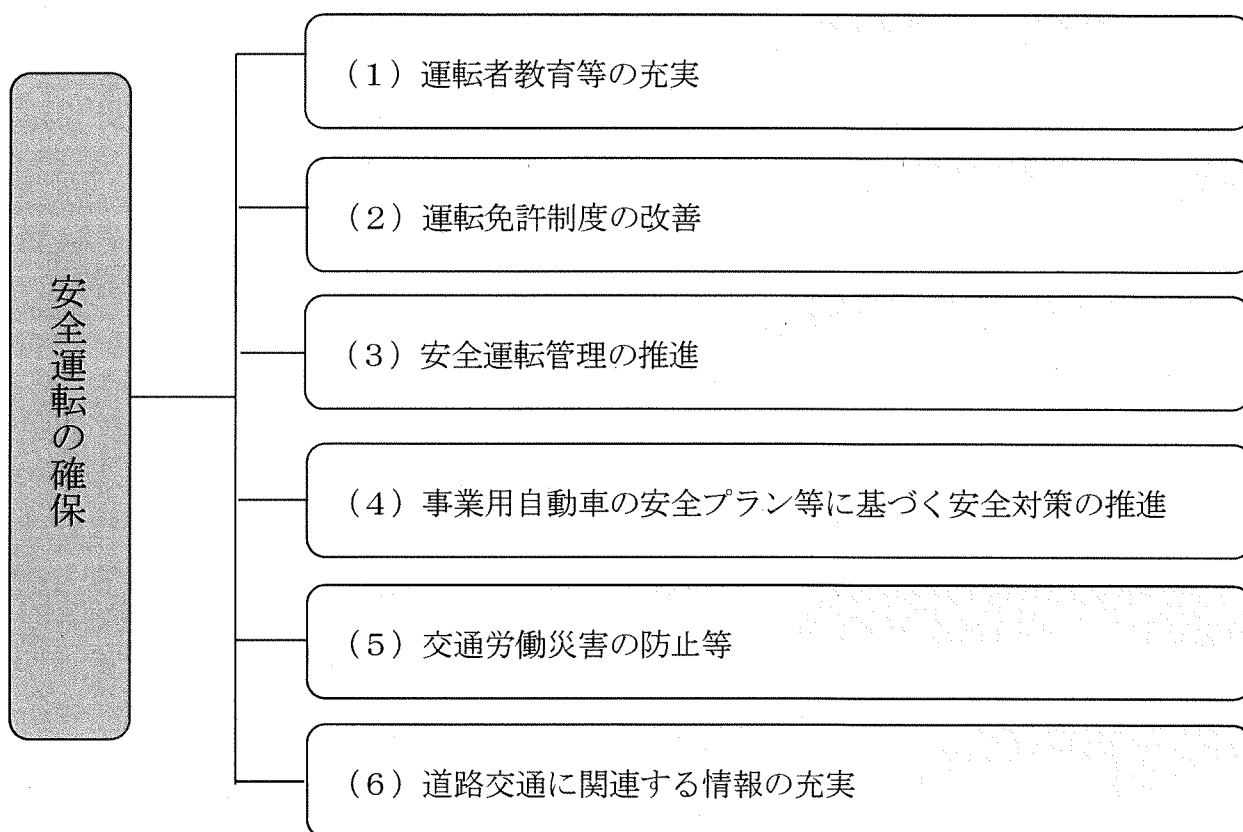 安全運転の確保
（１）運転者教育等の充実
（２）運転免許制度の改善
（３）安全運転管理の推進
（４）事業用自動車の安全プラン等に基づく安全対策の推進
（５）交通労働災害の防止等
（６）道路交通に関連する情報の充実